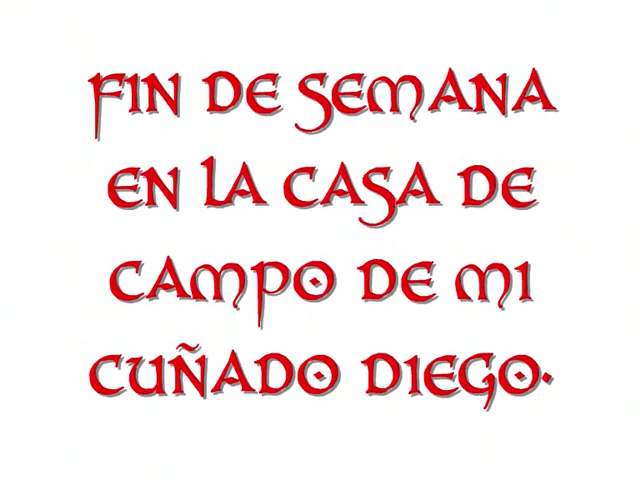 FIN DE SEMANA
EN LA CASA DE
CAMPO DE MI
CUÑADO DIEGO.